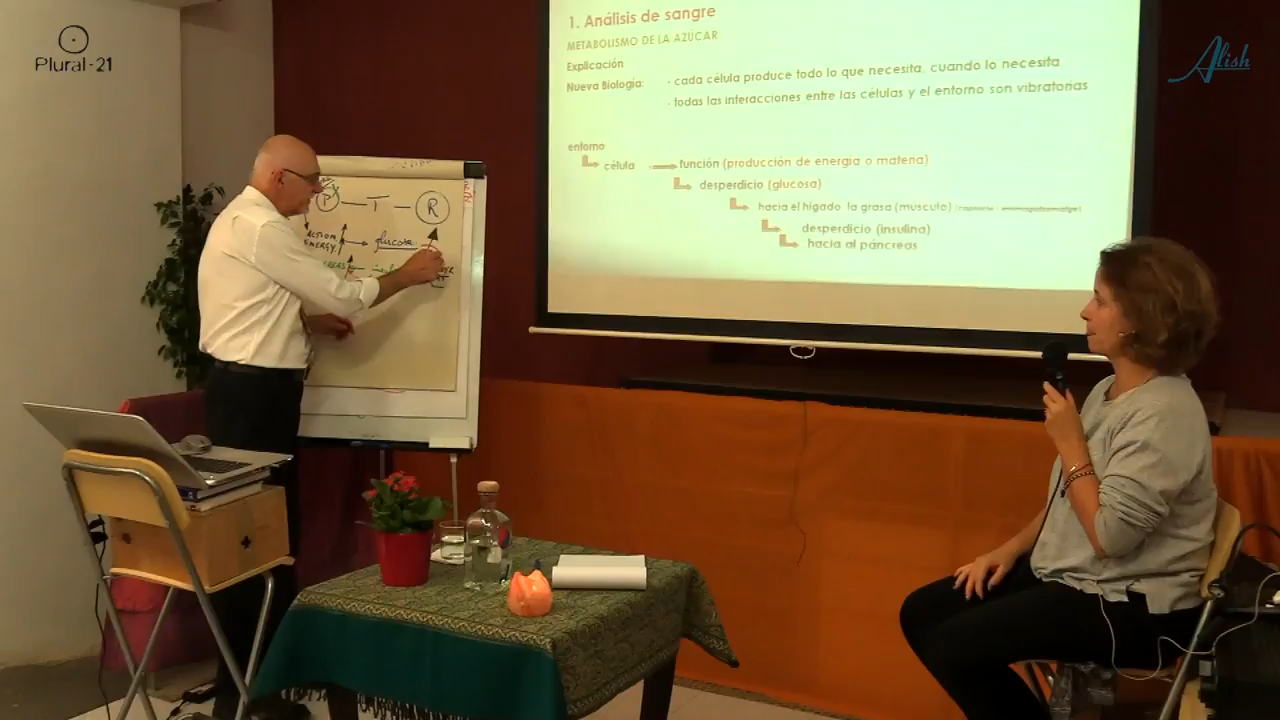 Plural-21
Alish
1. Análisis de sangre
METABOLISMO DE LA AZÚCAR
Explicación
Nueva Biología:
- cada célula produce todo lo que necesita, cuando lo necesita
- todas las interacciones entre las células y el entorno son vibratorias
entorno
célula
función (producción de energía o materia)
desperdicio (glucosa)
hacia el hígado la grasa (músculo)
desperdicio (insulina)
hacia al páncreas
P — T — R
ACTION
ENERGY
glucosa